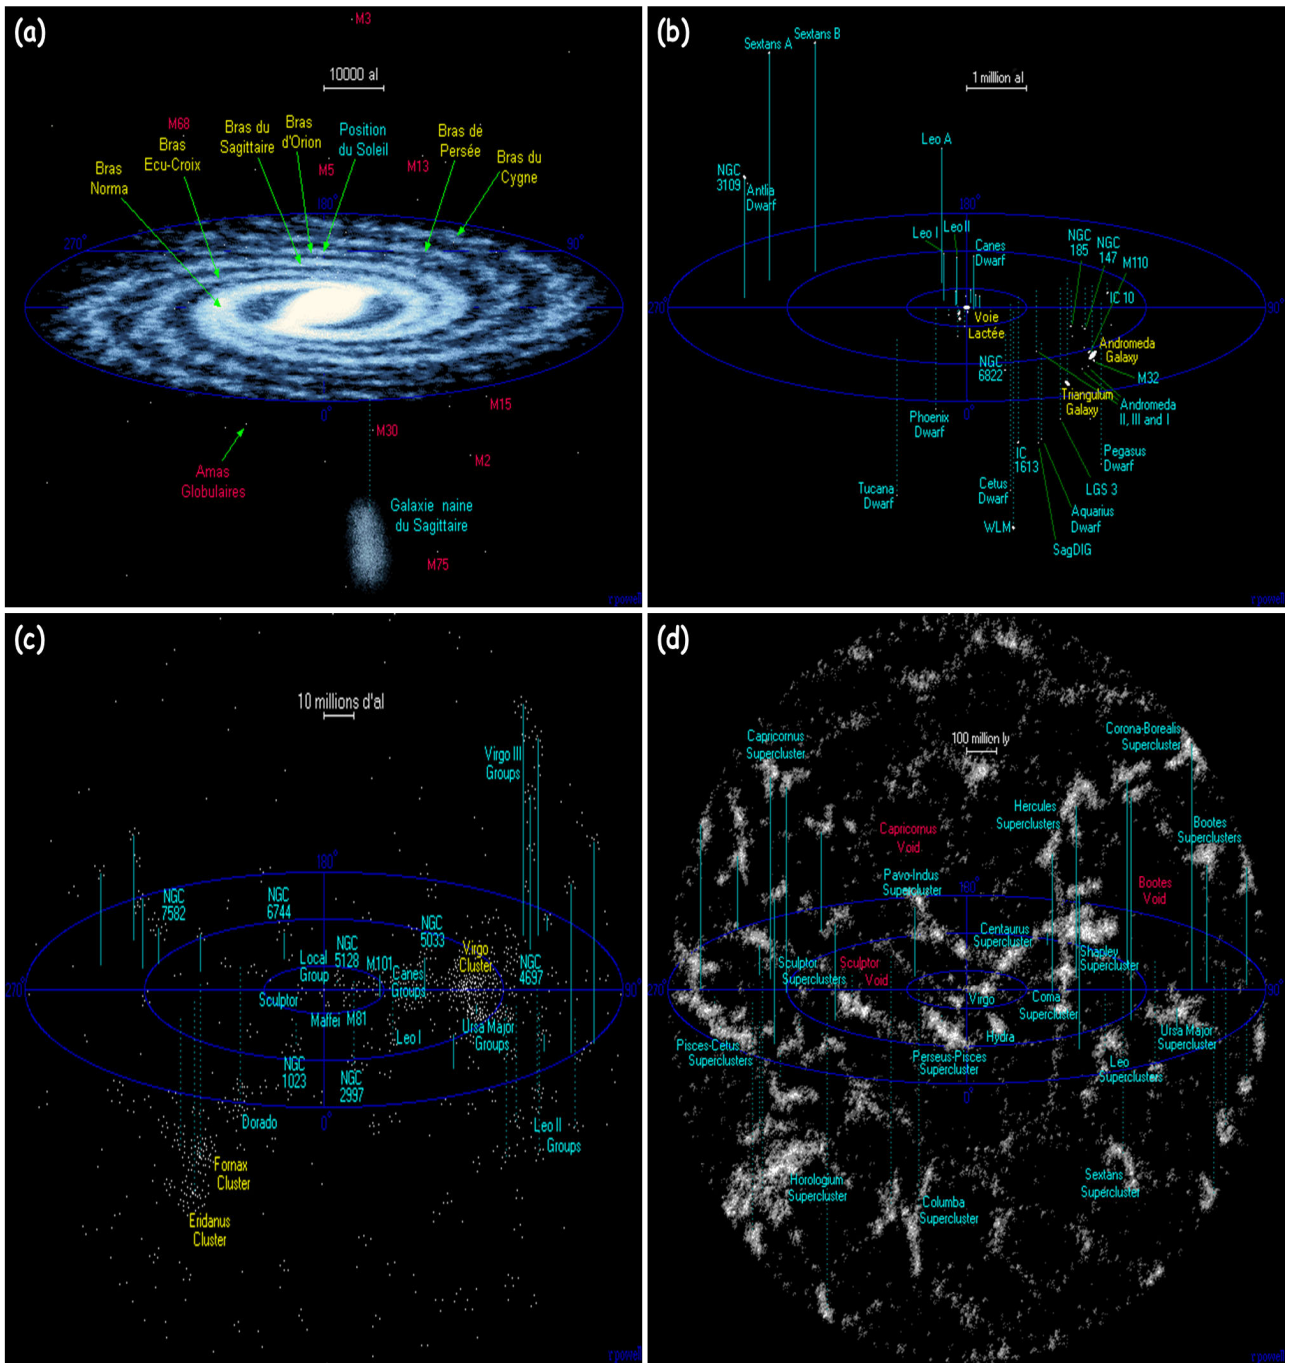 (a)
M3
10000 al
M68
Bras du
Sagittaire
Bras
d'Orion
Position
du Soleil
Bras de
Persée
Bras
Ecu-Croix
M5
M13
Bras du
Cygne
Bras
Norma
180°
270°
90°
0°
M15
M30
M2
Amas
Globulaires
Galaxie naine
du Sagittaire
M75
r powell
(b)
Sextans A
Sextans B
1 milllion al
Leo A
NGC
3109
Antlia
Dwarf
180°
Leo I
Leo II
Canes
Dwarf
NGC
185
NGC
147
M110
IC 10
270°
90°
Voie
Lactée
Andromeda
Galaxy
NGC
6822
M32
Triangulum
Galaxy
Andromeda
II, III and I
0°
Phoenix
Dwarf
IC
1613
Pegasus
Dwarf
Tucana
Dwarf
Cetus
Dwarf
LGS 3
WLM
Aquarius
Dwarf
SagDIG
r powell
(c)
10 millions d'al
Virgo III
Groups
180°
NGC
7582
NGC
6744
NGC
5033
Local
Group
NGC
5128
M101
Canes
Groups
Virgo
Cluster
NGC
4697
270°
90°
Sculptor
Maffei
M81
Leo I
Ursa Major
Groups
NGC
1023
NGC
2997
0°
Dorado
Leo II
Groups
Fornax
Cluster
Eridanus
Cluster
r powell
(d)
Capricornus
Supercluster
100 million ly
Corona-Borealis
Supercluster
Hercules
Superclusters
Capricornus
Void
Bootes
Superclusters
Pavo-Indus
Supercluster
180°
Bootes
Void
Centaurus
Supercluster
Sculptor
Superclusters
Sculptor
Void
Shapley
Supercluster
270°
90°
Virgo
Coma
Supercluster
Hydra
Pisces-Cetus
Superclusters
Perseus-Pisces
Supercluster
Ursa Major
Supercluster
Leo
Superclusters
0°
Horologium
Supercluster
Columba
Supercluster
Sextans
Supercluster
r powell